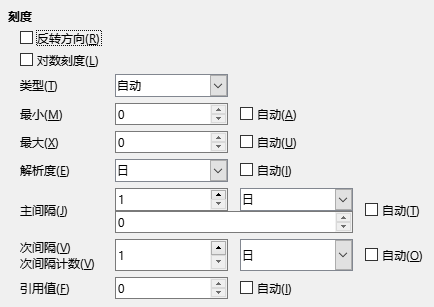 刻度
反转方向(R)
对数刻度(L)
类型(T) 自动
最小(M) 0 自动(A)
最大(X) 0 自动(U)
解析度(E) 日 自动(I)
主间隔(J) 1 日 自动(T)
0
次间隔(V)
次间隔计数(V) 1 日 自动(O)
引用值(F) 0 自动(I)